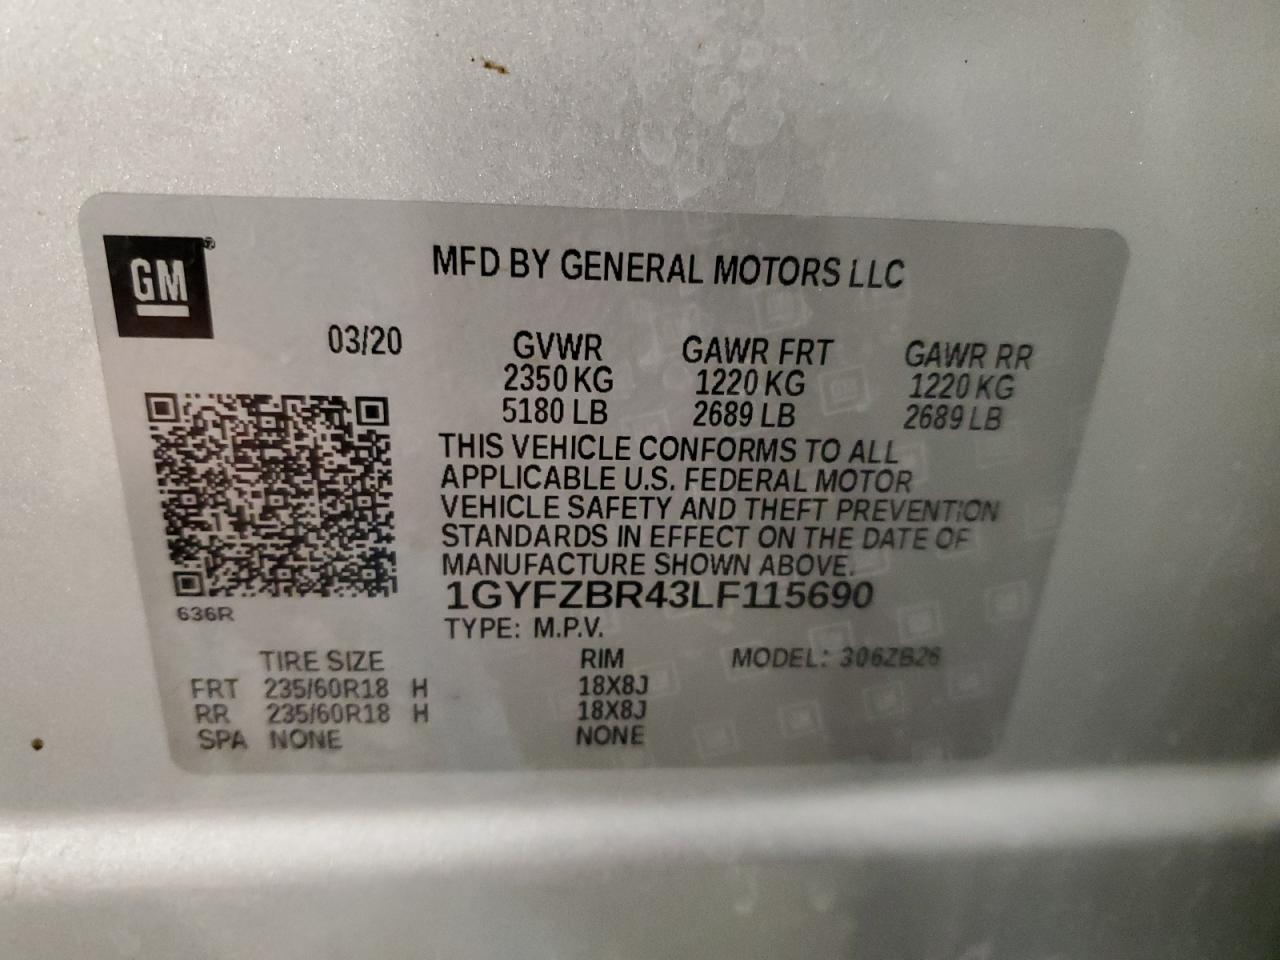 GM
MFD BY GENERAL MOTORS LLC
03/20
GVWR GAWR FRT GAWR RR
2350 KG 1220 KG 1220 KG
5180 LB 2689 LB 2689 LB
THIS VEHICLE CONFORMS TO ALL
APPLICABLE U.S. FEDERAL MOTOR
VEHICLE SAFETY AND THEFT PREVENTION
STANDARDS IN EFFECT ON THE DATE OF
MANUFACTURE SHOWN ABOVE.
1GYFZBR43LF115690
636R
TYPE: M.P.V.
TIRE SIZE RIM MODEL: 306ZB26
FRT 235/60R18 H 18X8J
RR 235/60R18 H 18X8J
SPA NONE NONE